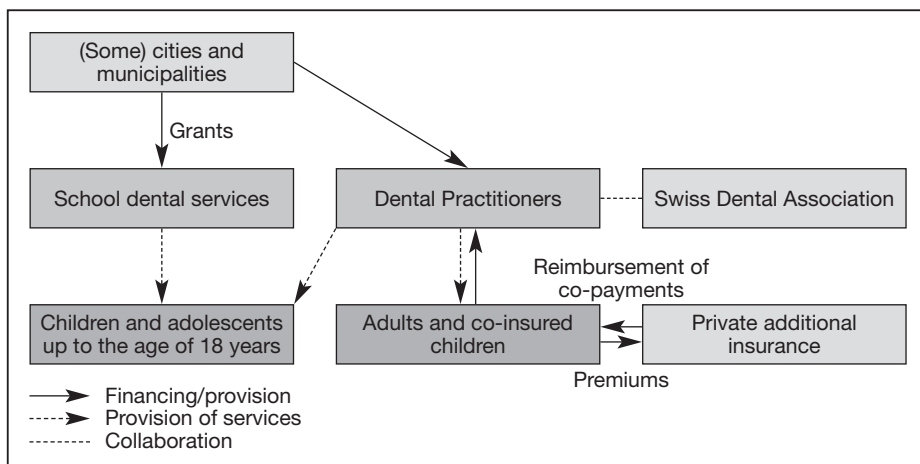 (Some) cities and
municipalities
Grants
School dental services
Dental Practitioners
Swiss Dental Association
Reimbursement of
co-payments
Children and adolescents
up to the age of 18 years
Adults and co-insured
children
Private additional
insurance
Premiums
Financing/provision
Provision of services
Collaboration